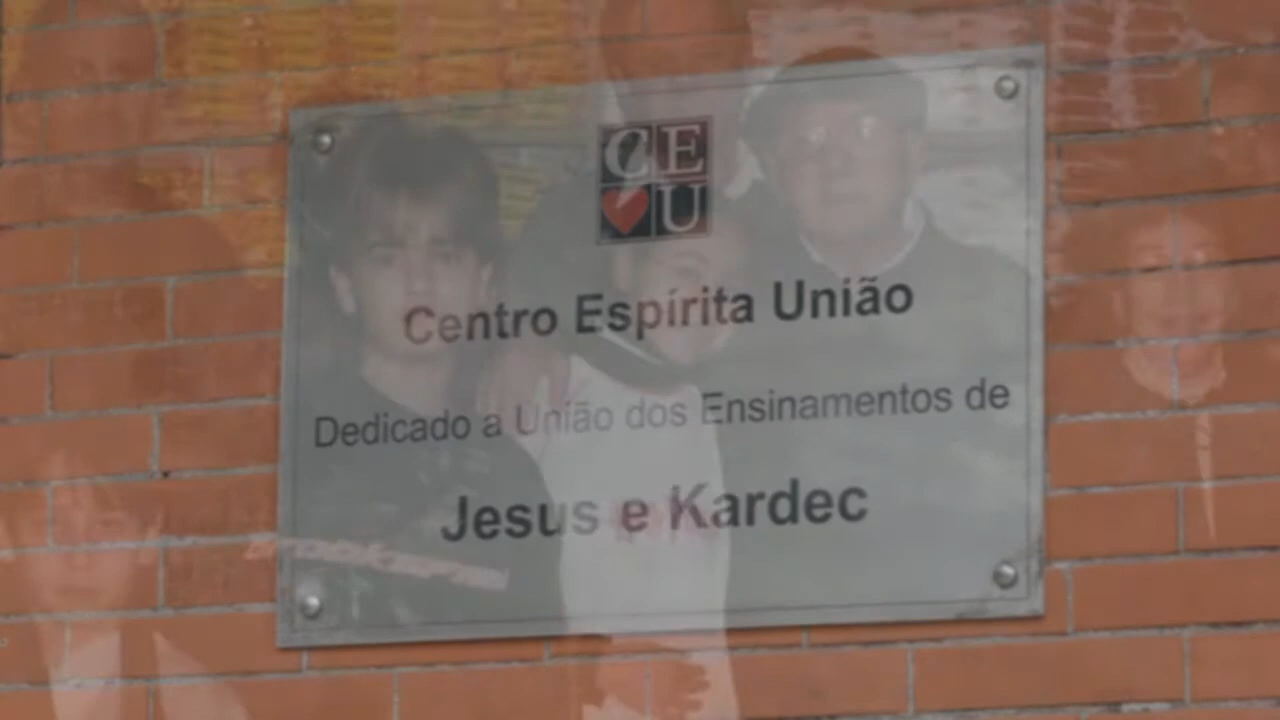 CE
U
Centro Espírita União
Dedicado a União dos Ensinamentos de
Jesus e Kardec